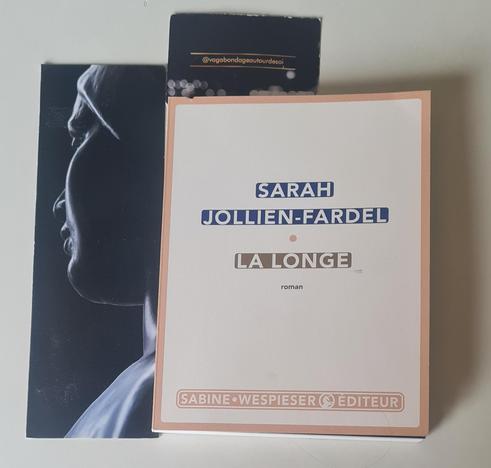 @vagabondageautourdesoi
SARAH
JOLLIEN-FARDEL
LA LONGE
roman
SABINE • WESPIESER ÉDITEUR